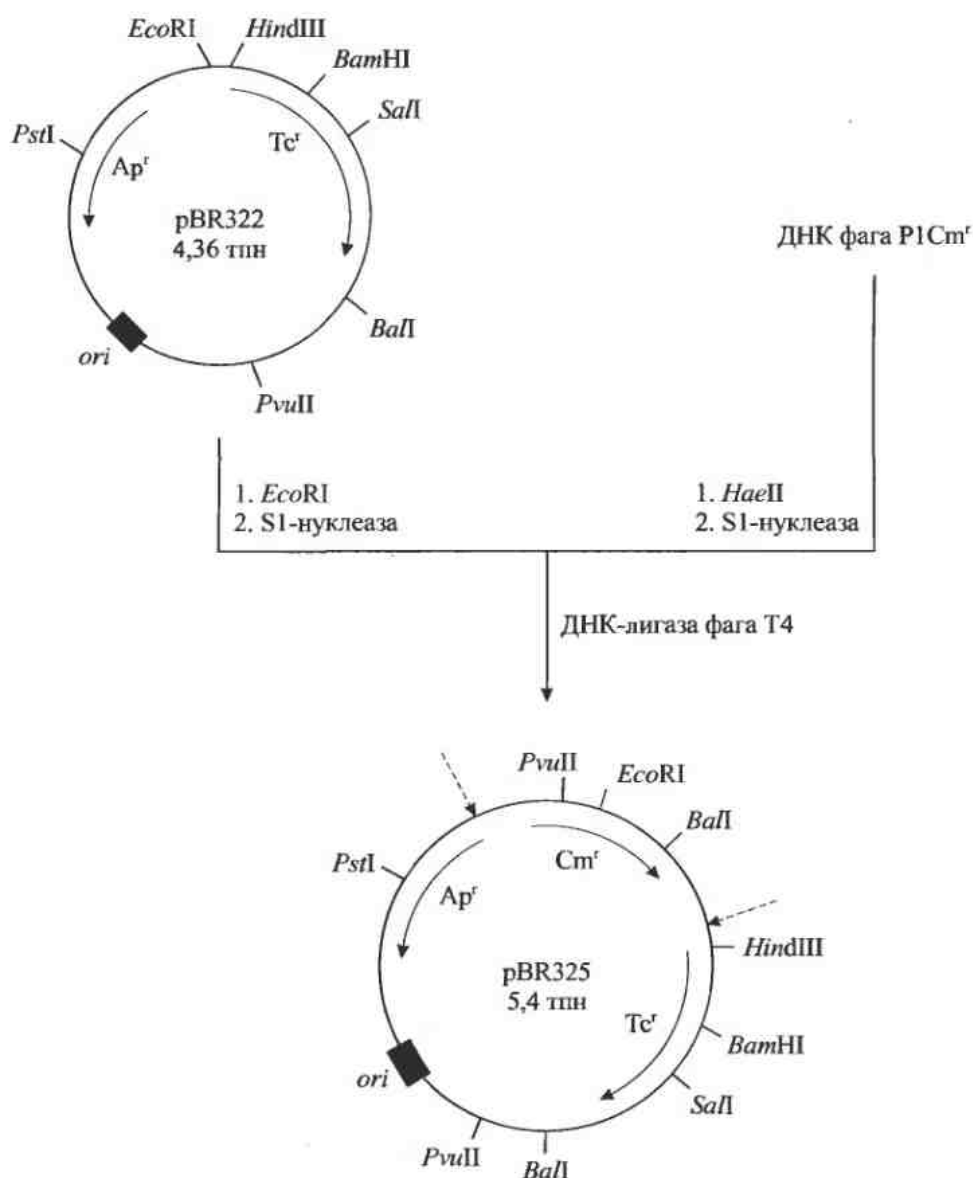 EcoRI
HindIII
BamHI
SalI
PstI
Apʳ
Tcʳ
pBR322
4,36 тпн
BalI
ori
PvuII
ДНК фага P1Cmʳ
1. EcoRI
2. S1-нуклеаза
1. HaeII
2. S1-нуклеаза
ДНК-лигаза фага T4
PvuII
EcoRI
BalI
PstI
Cmʳ
Apʳ
HindIII
pBR325
5,4 тпн
Tcʳ
BamHI
SalI
ori
PvuII
BalI